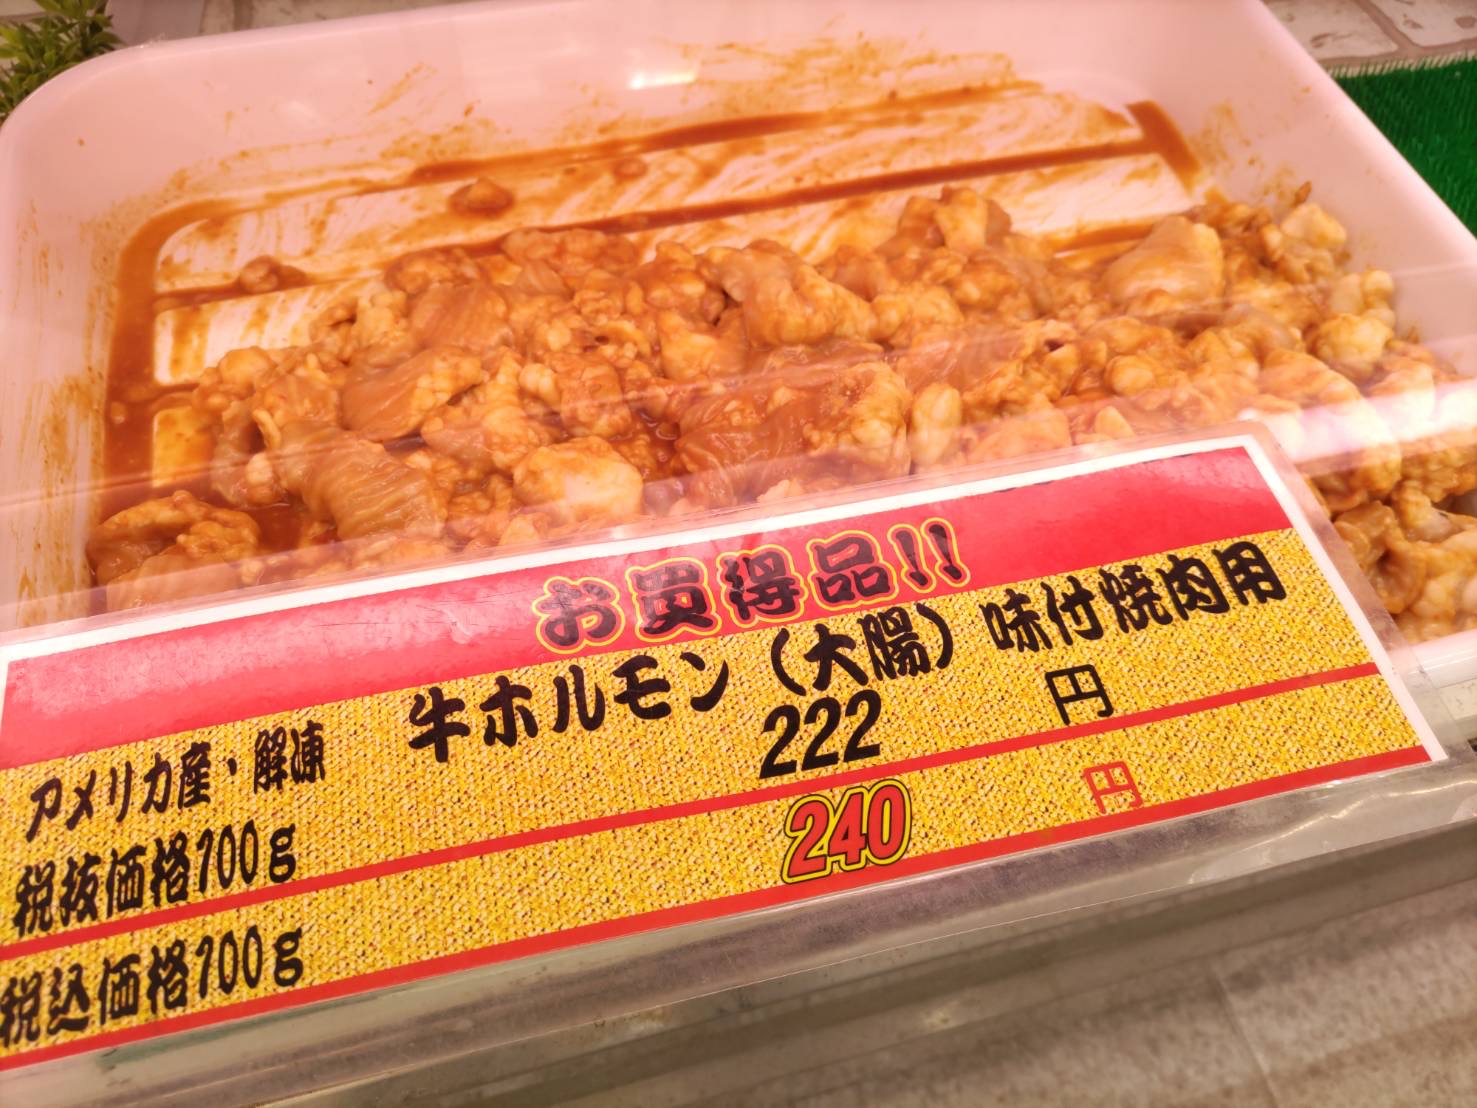 お買得品!!
アメリカ産・解凍 牛ホルモン（大腸）味付焼肉用
税抜価格100g 222 円
税込価格100g 240 円